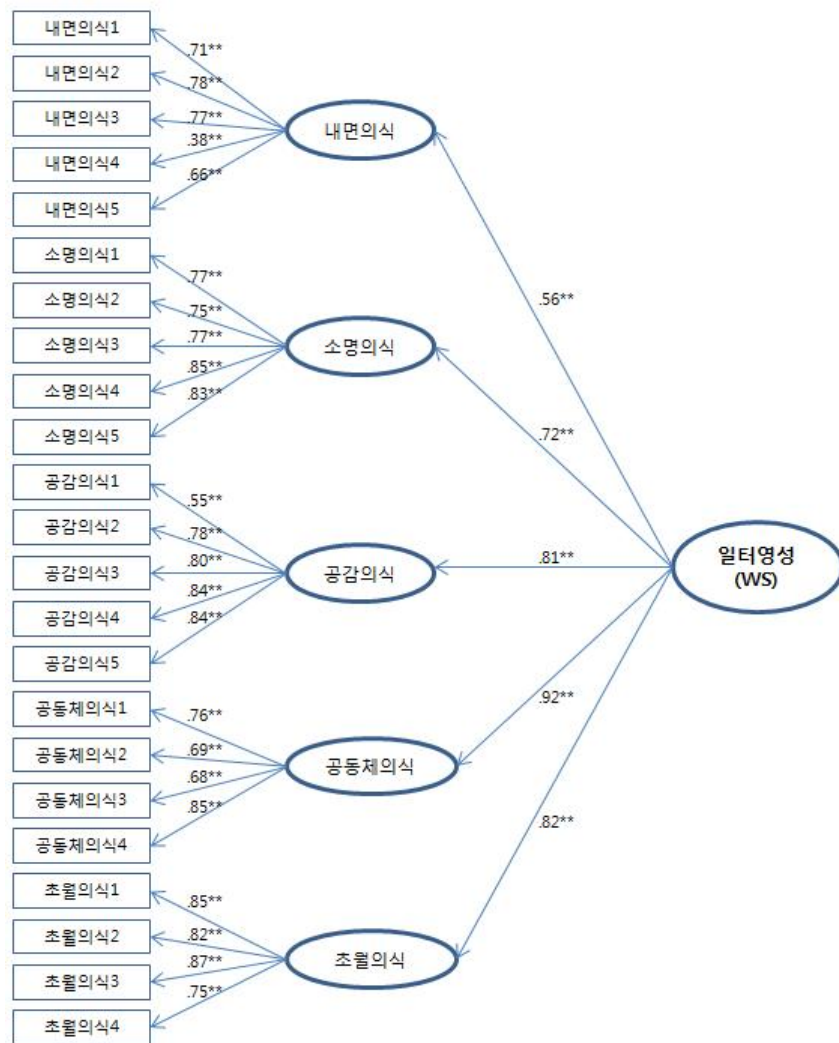 내면의식1
내면의식2
내면의식3
내면의식4
내면의식5
.71**
.78**
.77**
.38**
.66**
내면의식
소명의식1
소명의식2
소명의식3
소명의식4
소명의식5
.77**
.75**
.77**
.85**
.83**
소명의식
공감의식1
공감의식2
공감의식3
공감의식4
공감의식5
.55**
.78**
.80**
.84**
.84**
공감의식
공동체의식1
공동체의식2
공동체의식3
공동체의식4
.76**
.69**
.68**
.85**
공동체의식
초월의식1
초월의식2
초월의식3
초월의식4
.85**
.82**
.87**
.75**
초월의식
.56**
.72**
.81**
.92**
.82**
일터영성
(WS)